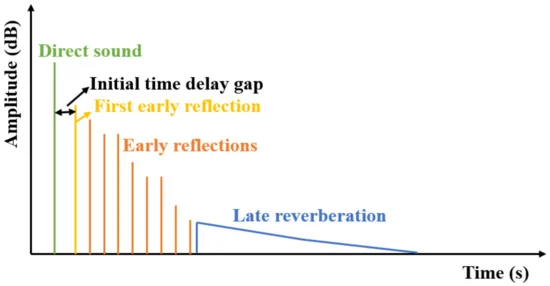 Amplitude (dB)
Direct sound
Initial time delay gap
First early reflection
Early reflections
Late reverberation
Time (s)